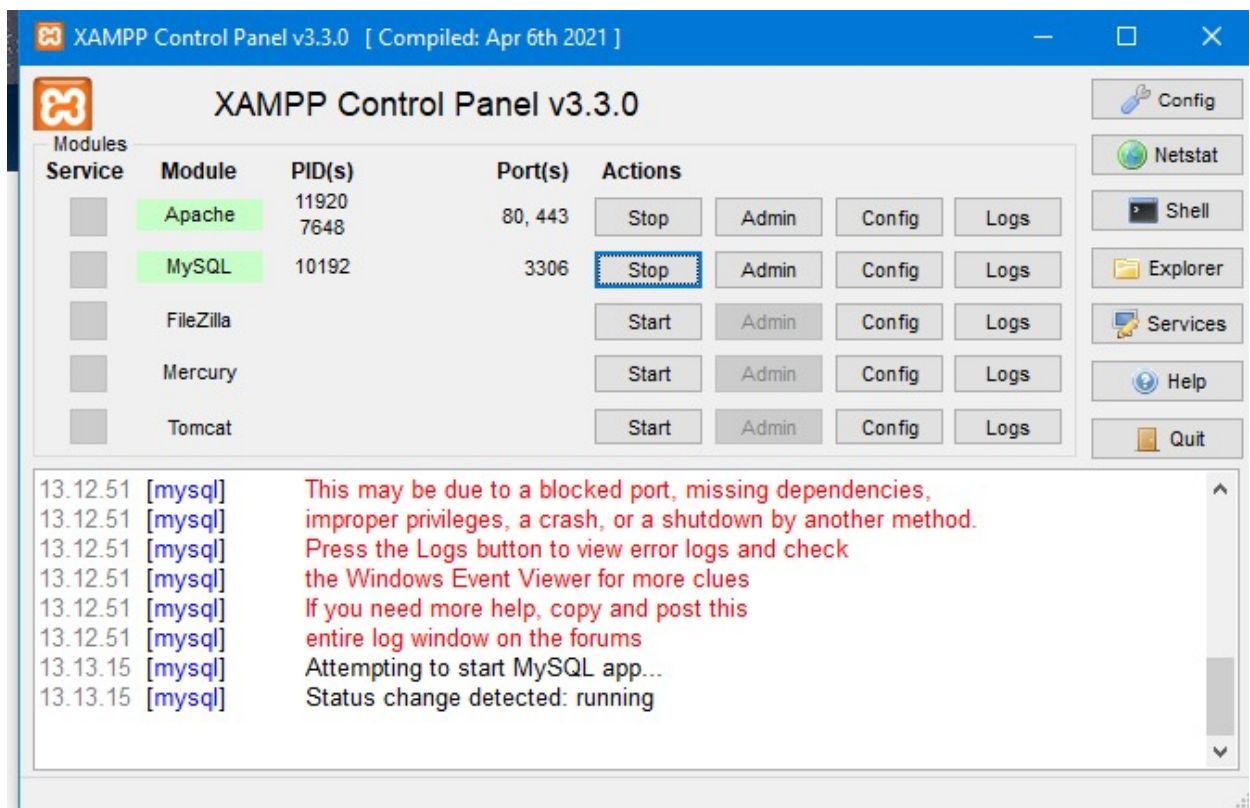 XAMPP Control Panel v3.3.0 [ Compiled: Apr 6th 2021 ]
XAMPP Control Panel v3.3.0
Config
Modules
Service Module PID(s) Port(s) Actions
Netstat
Apache 11920 7648 80, 443 Stop Admin Config Logs
Shell
MySQL 10192 3306 Stop Admin Config Logs
Explorer
FileZilla Start Admin Config Logs
Services
Mercury Start Admin Config Logs
Help
Tomcat Start Admin Config Logs
Quit
13.12.51 [mysql] This may be due to a blocked port, missing dependencies,
13.12.51 [mysql] improper privileges, a crash, or a shutdown by another method.
13.12.51 [mysql] Press the Logs button to view error logs and check
13.12.51 [mysql] the Windows Event Viewer for more clues
13.12.51 [mysql] If you need more help, copy and post this
13.12.51 [mysql] entire log window on the forums
13.13.15 [mysql] Attempting to start MySQL app...
13.13.15 [mysql] Status change detected: running